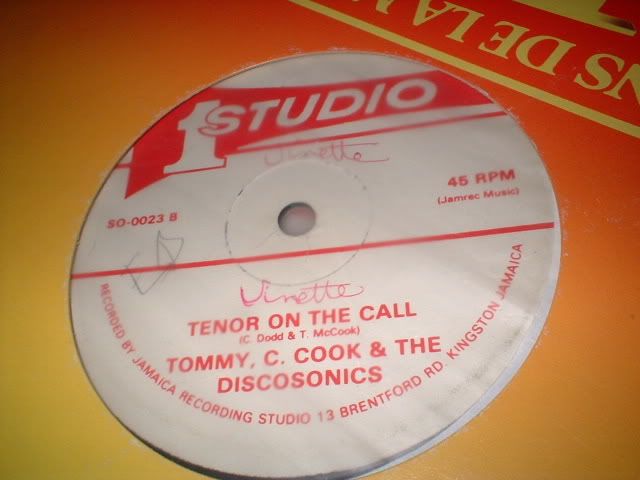 NS DE LA
1 STUDIO
Vinette
45 RPM
(Jamrec Music)
SO-0023 B
Vinette
TENOR ON THE CALL
(C. Dodd & T. McCook)
TOMMY, C. COOK & THE
DISCOSONICS
RECORDED BY JAMAICA RECORDING STUDIO 13 BRENTFORD RD. KINGSTON JAMAICA